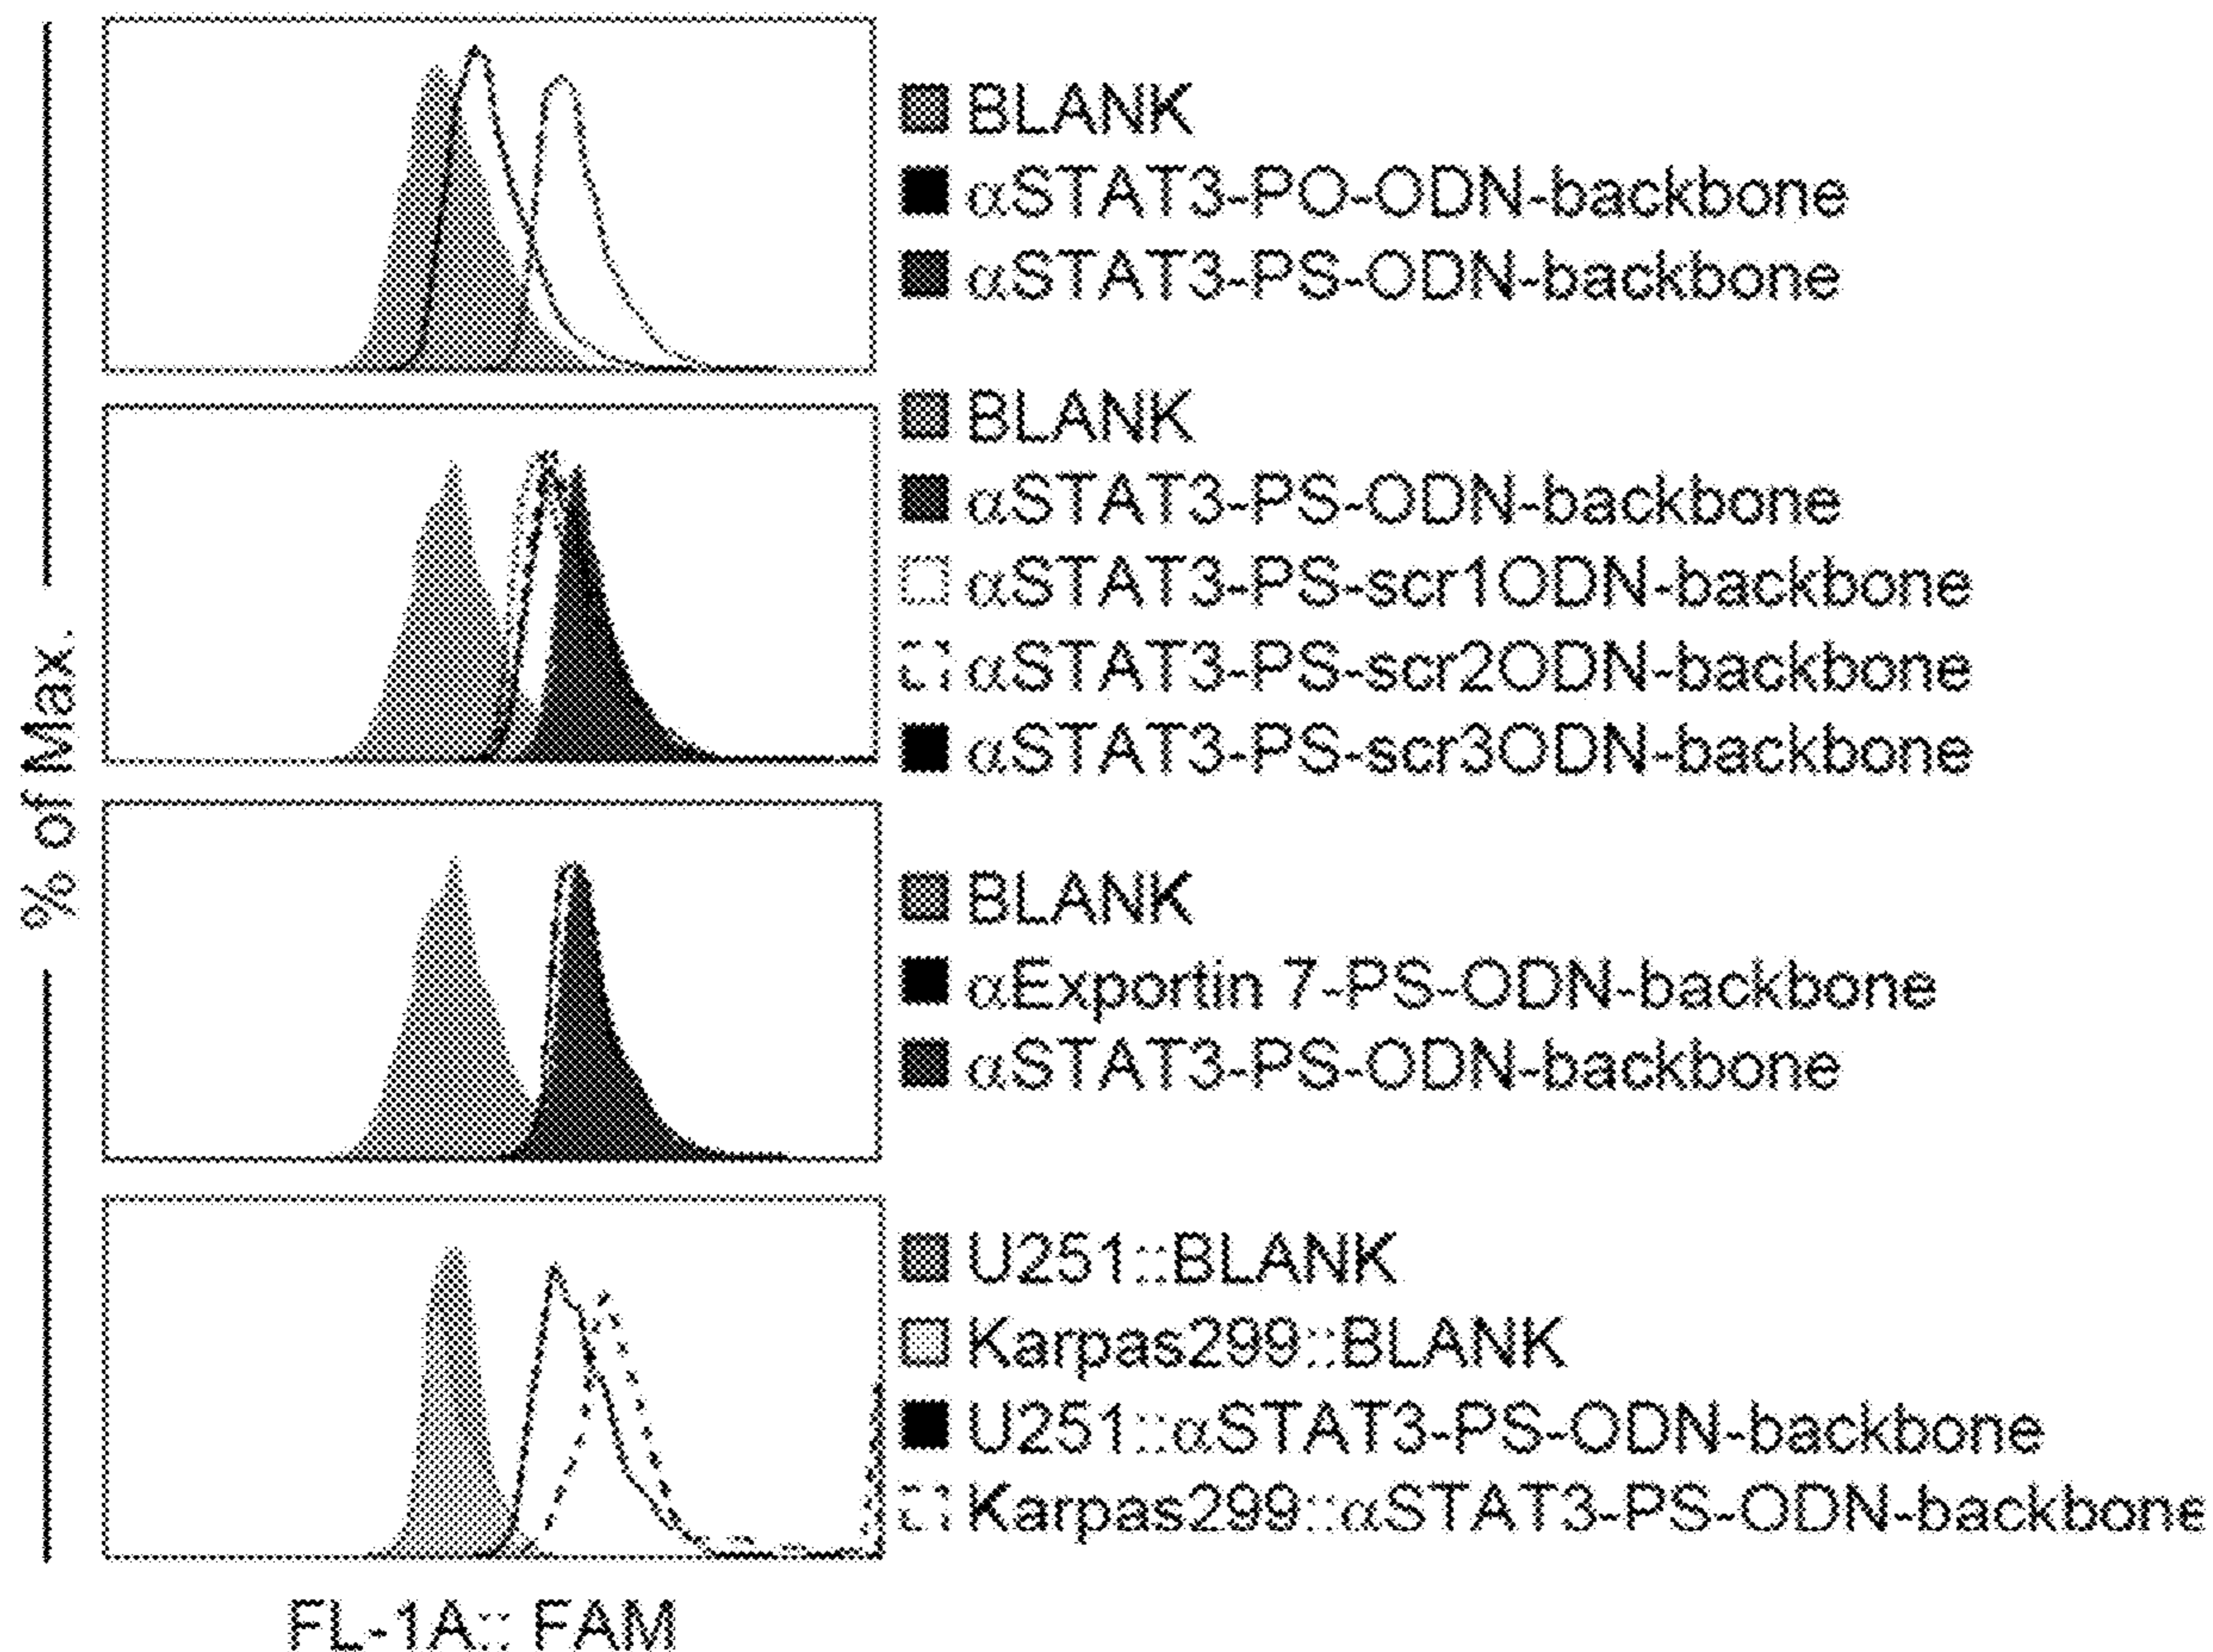 % of Max.
BLANK
αSTAT3-PO-ODN-backbone
αSTAT3-PS-ODN-backbone
BLANK
αSTAT3-PS-ODN-backbone
αSTAT3-PS-scr1ODN-backbone
αSTAT3-PS-scr2ODN-backbone
αSTAT3-PS-scr3ODN-backbone
BLANK
αExportin 7-PS-ODN-backbone
αSTAT3-PS-ODN-backbone
U251::BLANK
Karpas299::BLANK
U251::αSTAT3-PS-ODN-backbone
Karpas299::αSTAT3-PS-ODN-backbone
FL-1A:: FAM